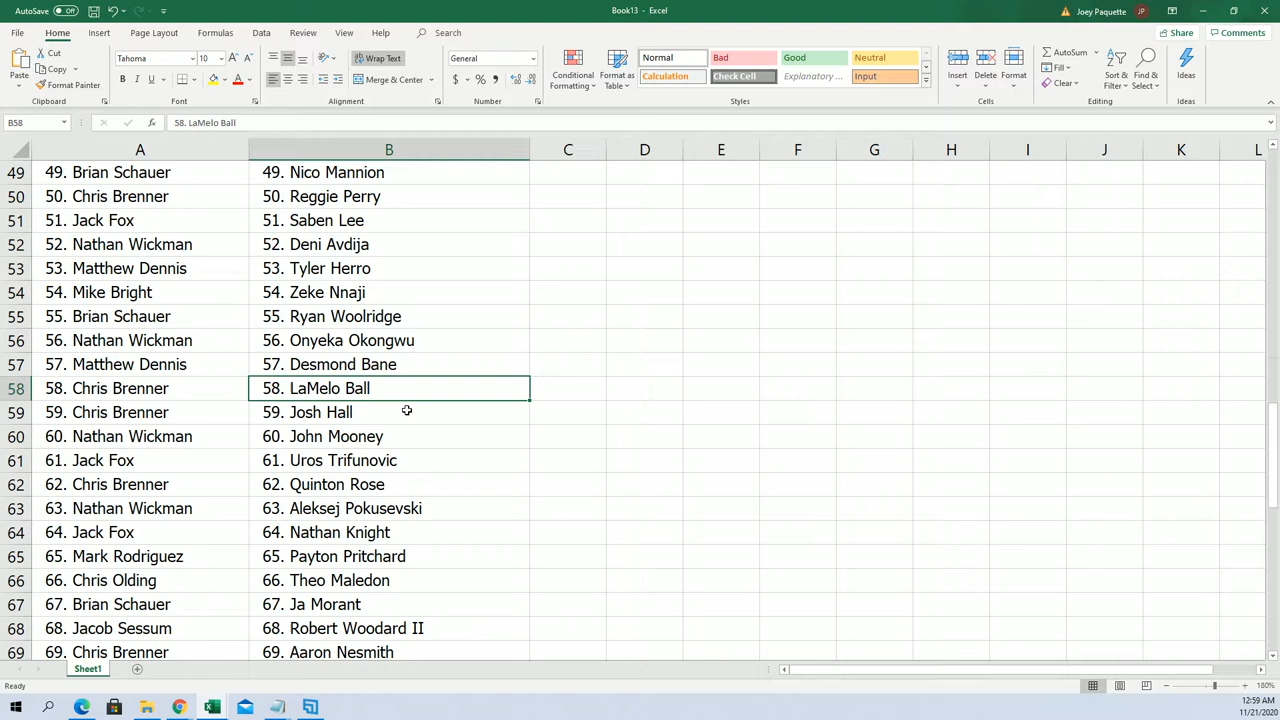 AutoSave Off Book13 - Excel Joey Paquette JP
File Home Insert Page Layout Formulas Data Review View Help Search Share Comments
Paste Cut Copy Format Painter Clipboard
Tahoma 10 B I U A Font
Wrap Text Merge & Center Alignment
General $ % Number
Conditional Formatting Format as Table
Normal Bad Good Neutral
Calculation Check Cell Explanatory ... Input
Styles
Insert Delete Format Cells
AutoSum Fill Clear Sort & Filter Find & Select Editing
Ideas Ideas
B58 fx 58. LaMelo Ball
A B C D E F G H I J K L
49 49. Brian Schauer 49. Nico Mannion
50 50. Chris Brenner 50. Reggie Perry
51 51. Jack Fox 51. Saben Lee
52 52. Nathan Wickman 52. Deni Avdija
53 53. Matthew Dennis 53. Tyler Herro
54 54. Mike Bright 54. Zeke Nnaji
55 55. Brian Schauer 55. Ryan Woolridge
56 56. Nathan Wickman 56. Onyeka Okongwu
57 57. Matthew Dennis 57. Desmond Bane
58 58. Chris Brenner 58. LaMelo Ball
59 59. Chris Brenner 59. Josh Hall
60 60. Nathan Wickman 60. John Mooney
61 61. Jack Fox 61. Uros Trifunovic
62 62. Chris Brenner 62. Quinton Rose
63 63. Nathan Wickman 63. Aleksej Pokusevski
64 64. Jack Fox 64. Nathan Knight
65 65. Mark Rodriguez 65. Payton Pritchard
66 66. Chris Olding 66. Theo Maledon
67 67. Brian Schauer 67. Ja Morant
68 68. Jacob Sessum 68. Robert Woodard II
69 69. Chris Brenner 69. Aaron Nesmith
Sheet1
Ready 180%
12:59 AM
11/21/2020